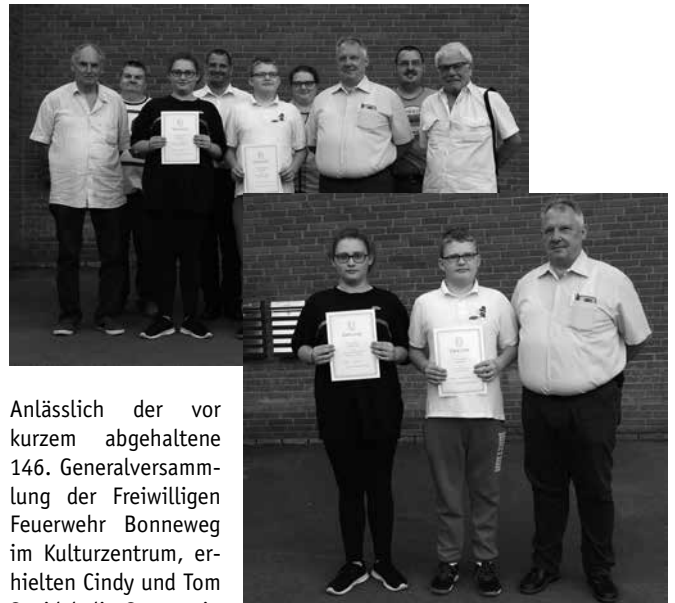 Anlässlich der vor
kurzem abgehaltene
146. Generalversamm-
lung der Freiwilligen
Feuerwehr Bonneweg
im Kulturzentrum, er-
hielten Cindy und Tom